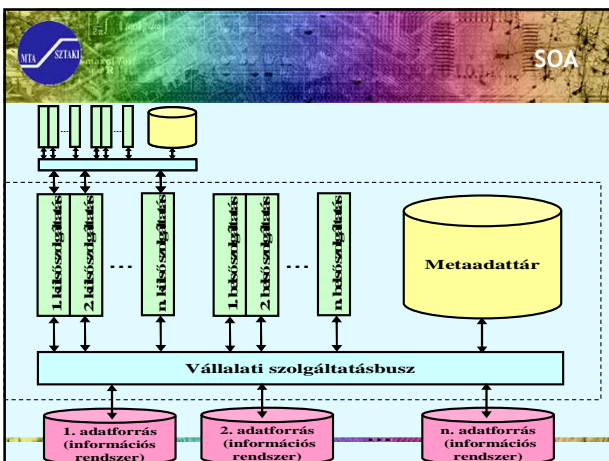 MTA
SZTAKI
SOA
... ...
1. külső szolgáltatás
2. külső szolgáltatás
...
n. külső szolgáltatás
1. belső szolgáltatás
2. belső szolgáltatás
...
n. belső szolgáltatás
Metaadattár
Vállalati szolgáltatásbusz
1. adatforrás
(információs
rendszer)
2. adatforrás
(információs
rendszer)
...
n. adatforrás
(információs
rendszer)